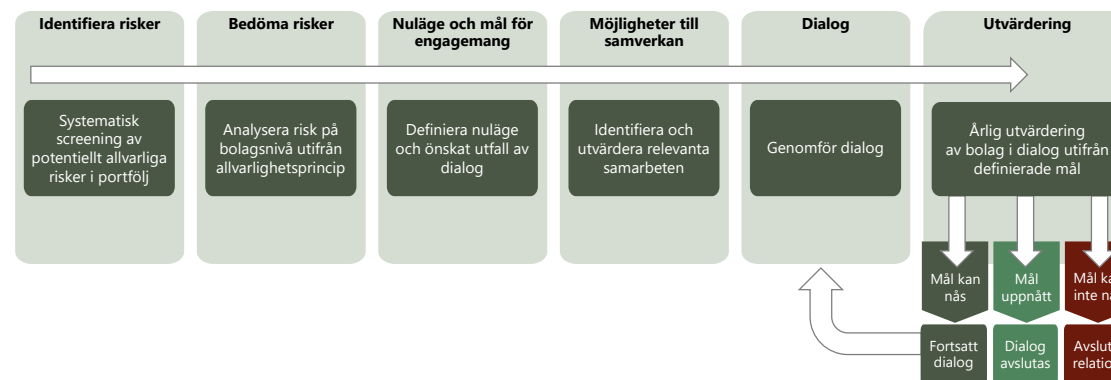 Identifiera risker
Bedöma risker
Nuläge och mål för
engagemang
Möjligheter till
samverkan
Dialog
Utvärdering
Systematisk
screening av
potentiellt allvarliga
risker i portfölj
Analysera risk på
bolagsnivå utifrån
allvarlighetsprincip
Definiera nuläge
och önskat utfall av
dialog
Identifiera och
utvärdera relevanta
samarbeten
Genomför dialog
Årlig utvärdering
av bolag i dialog utifrån
definierade mål
Mål kan
nås
Mål
uppnått
Mål
inte
Fortsatt
dialog
Dialog
avslutas